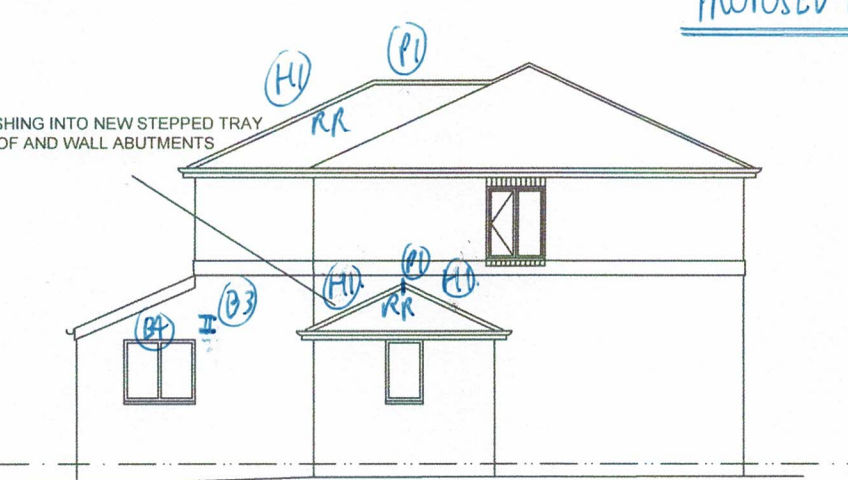 PROPOSED
P1
H1
RR
SHING INTO NEW STEPPED TRAY
OF AND WALL ABUTMENTS
P1
H1.
H1.
RR
B3
B4
II